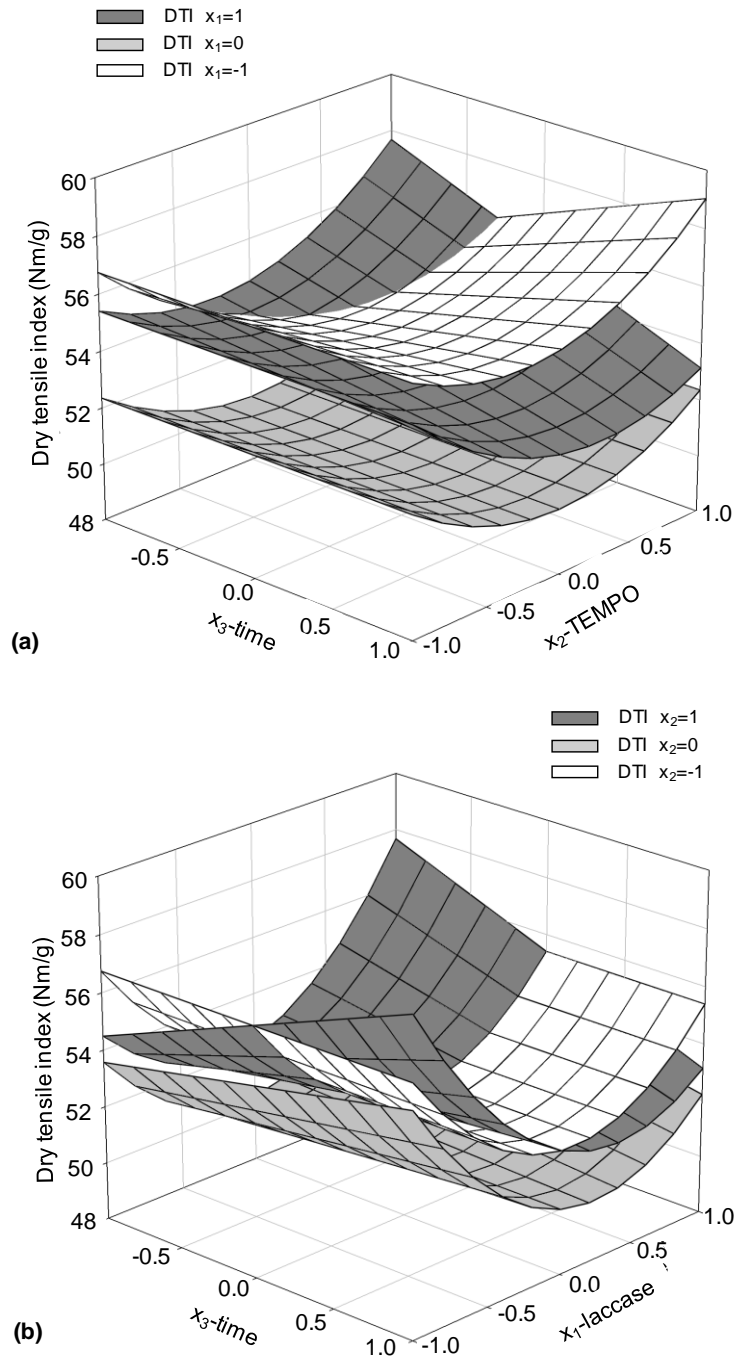 DTI x₁=1
DTI x₁=0
DTI x₁=-1
60
58
56
54
52
50
48
Dry tensile index (Nm/g)
-0.5
0.0
0.5
1.0
x₃-time
-1.0
-0.5
0.0
0.5
1.0
x₂-TEMPO
(a)
DTI x₂=1
DTI x₂=0
DTI x₂=-1
60
58
56
54
52
50
48
Dry tensile index (Nm/g)
-0.5
0.0
0.5
1.0
x₃-time
-1.0
-0.5
0.0
0.5
1.0
x₁-laccase
(b)